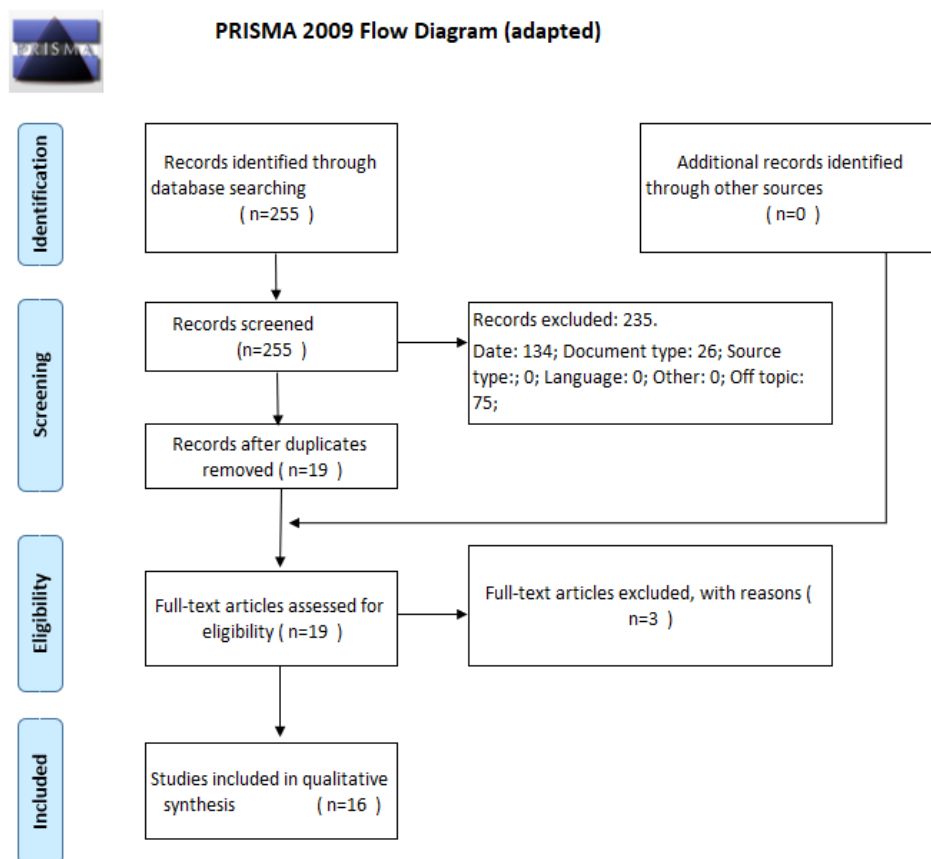 PRISMA 2009 Flow Diagram (adapted)
PRISMA
Identification
Records identified through
database searching
( n=255 )
Additional records identified
through other sources
( n=0 )
Screening
Records screened
(n=255 )
Records excluded: 235.
Date: 134; Document type: 26; Source
type:; 0; Language: 0; Other: 0; Off topic:
75;
Records after duplicates
removed ( n=19 )
Eligibility
Full-text articles assessed for
eligibility ( n=19 )
Full-text articles excluded, with reasons (
n=3 )
Included
Studies included in qualitative
synthesis ( n=16 )